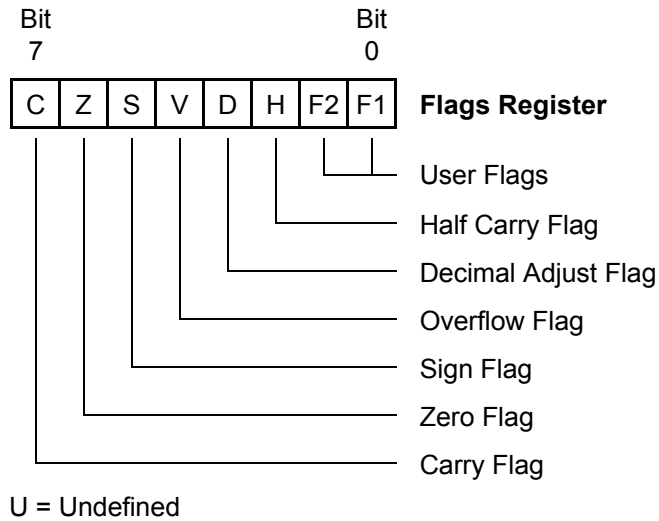 Bit Bit
7 0
C Z S V D H F2 F1 Flags Register
User Flags
Half Carry Flag
Decimal Adjust Flag
Overflow Flag
Sign Flag
Zero Flag
Carry Flag
U = Undefined